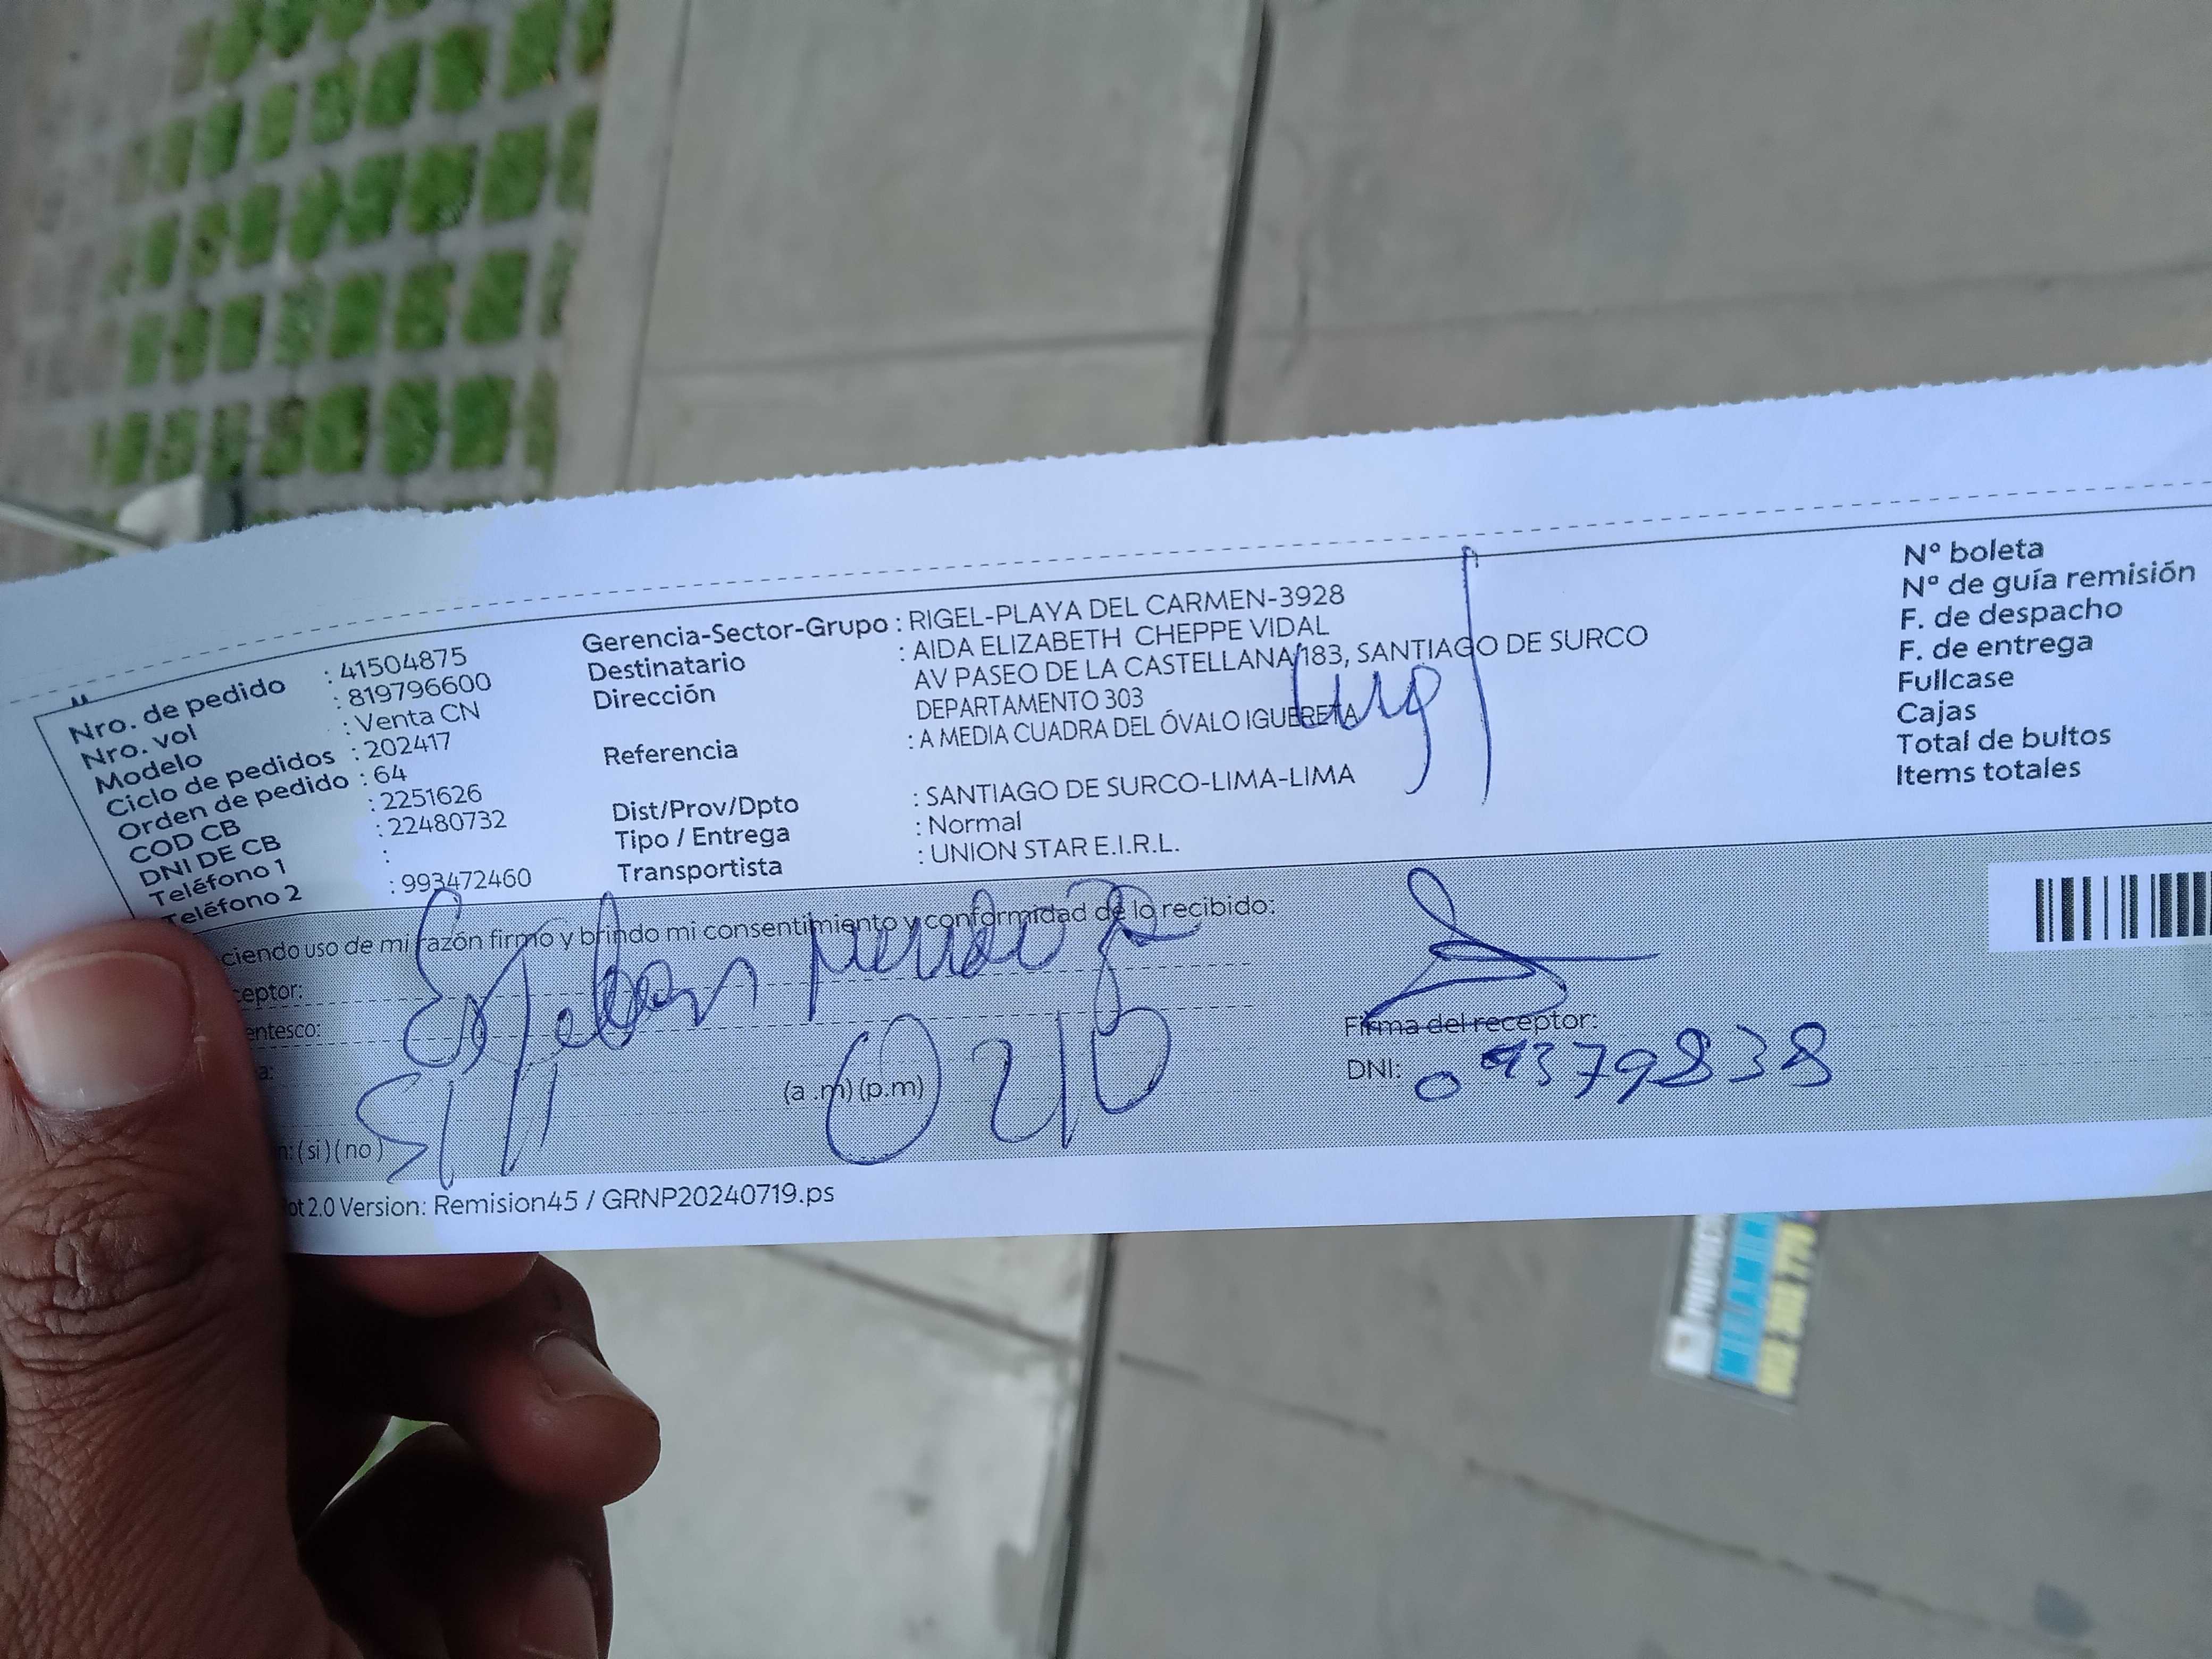 Nro. de pedido : 41504875
Nro. vol : 819796600
Modelo : Venta CN
Ciclo de pedidos : 202417
Orden de pedido : 64
COD CB : 2251626
DNI DE CB : 22480732
Teléfono 1 :
Teléfono 2 : 993472460
Gerencia-Sector-Grupo : RIGEL-PLAYA DEL CARMEN-3928
Destinatario : AIDA ELIZABETH CHEPPE VIDAL
Dirección AV PASEO DE LA CASTELLANA 183, SANTIAGO DE SURCO
DEPARTAMENTO 303
Referencia : A MEDIA CUADRA DEL ÓVALO IGUERETA
Dist/Prov/Dpto : SANTIAGO DE SURCO-LIMA-LIMA
Tipo / Entrega : Normal
Transportista : UNION STAR E.I.R.L.
Nº boleta
Nº de guía remisión
F. de despacho
F. de entrega
Fullcase
Cajas
Total de bultos
Items totales
ciendo uso de mi razón firmo y brindo mi consentimiento y conformidad de lo recibido:
ceptor: Esteban
entesco:
a:
(a .m) (p.m)
n: ( si ) ( no )
Firma del receptor:
DNI: 09379838
ot 2.0 Version: Remision45 / GRNP20240719.ps